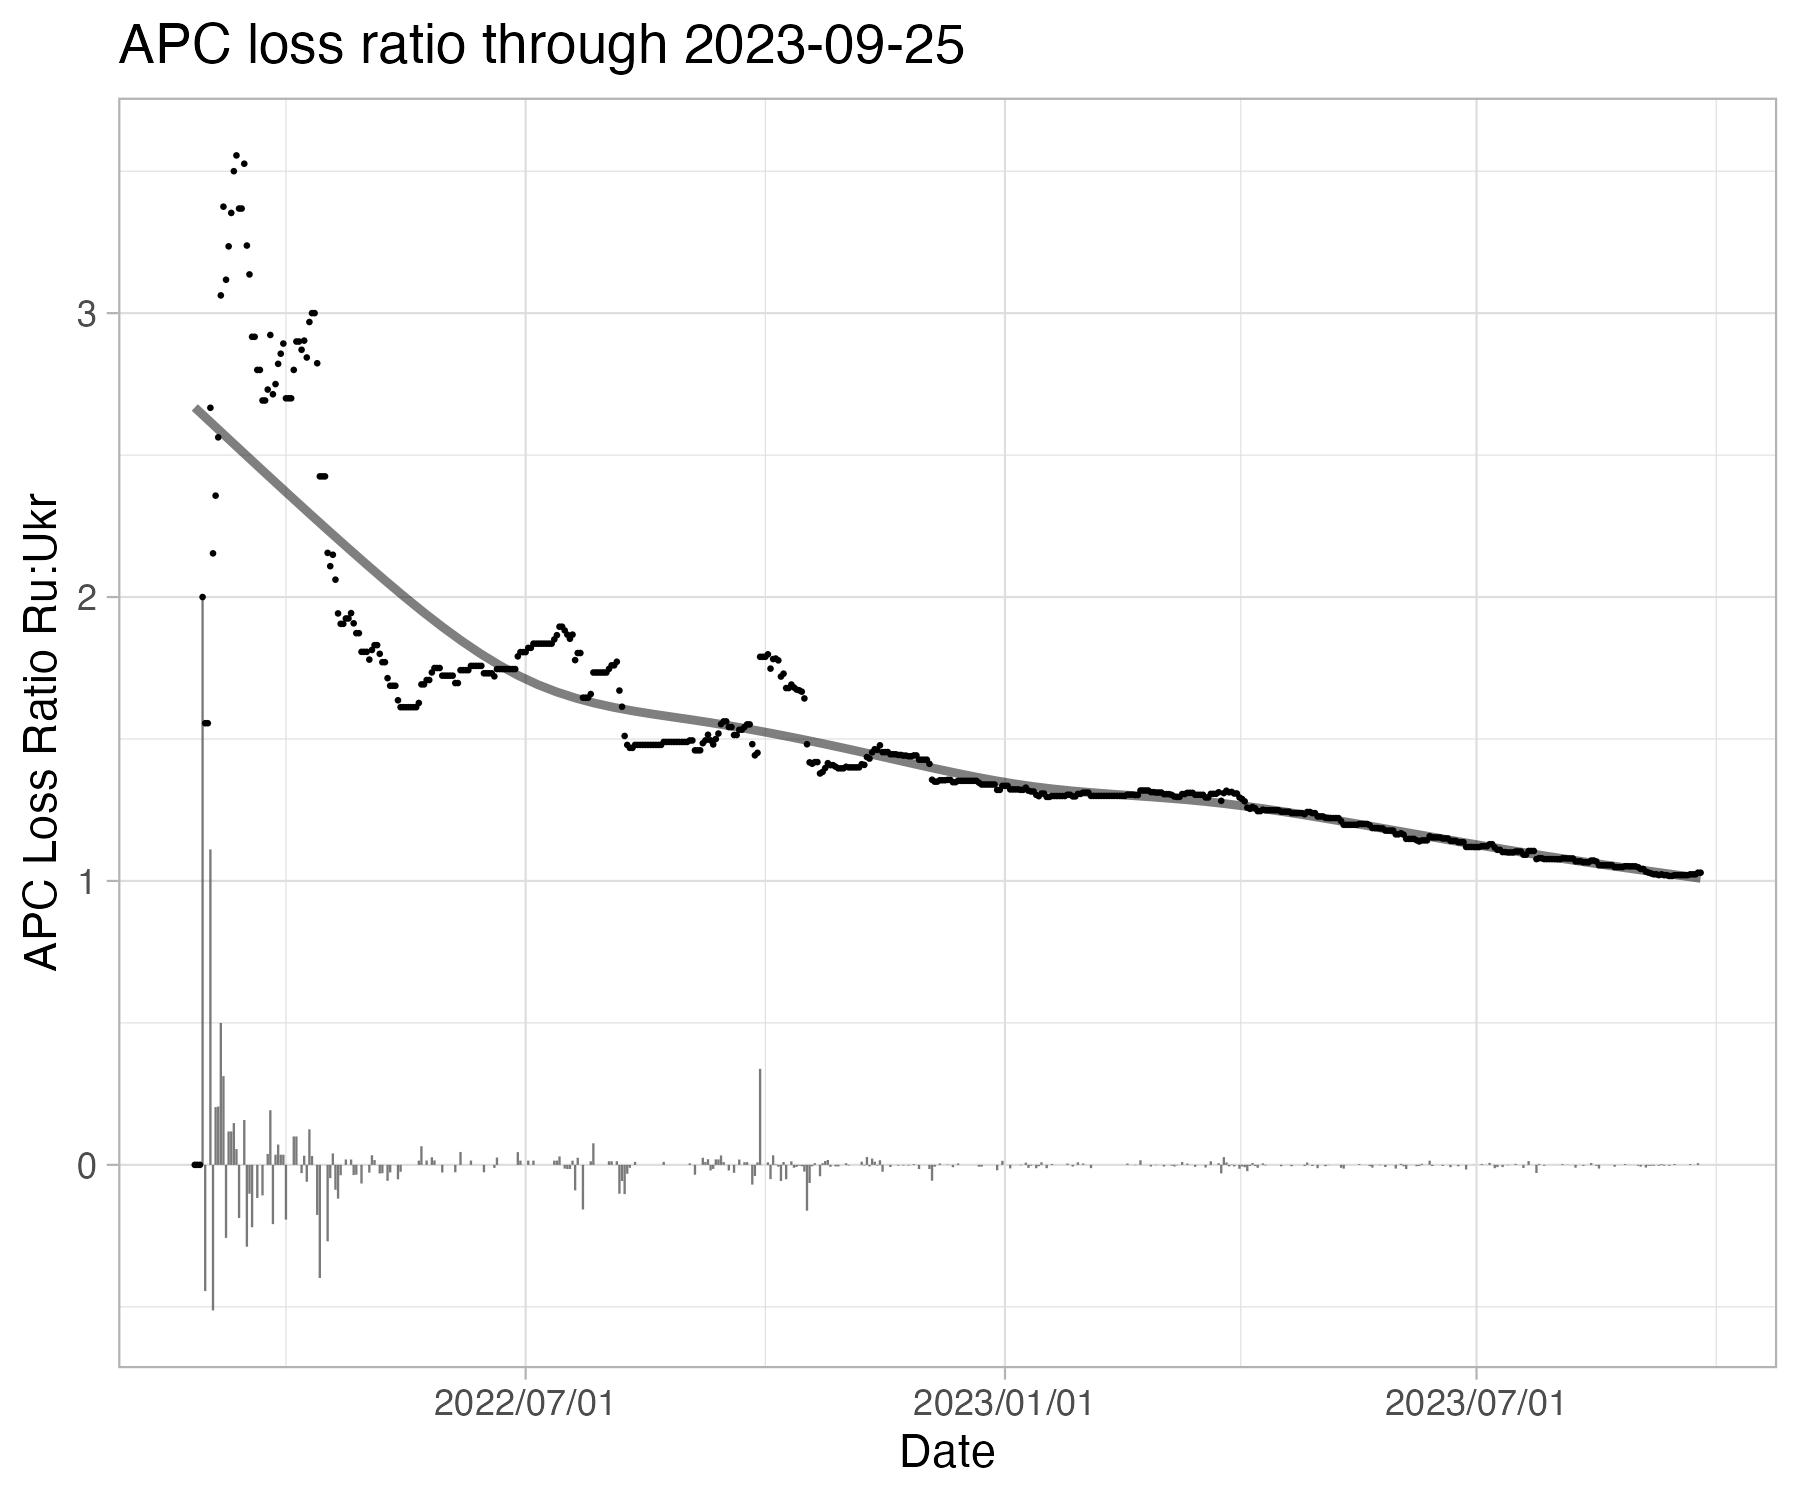 APC loss ratio through 2023-09-25
APC Loss Ratio Ru:Ukr
3
2
1
0
2022/07/01
2023/01/01
2023/07/01
Date